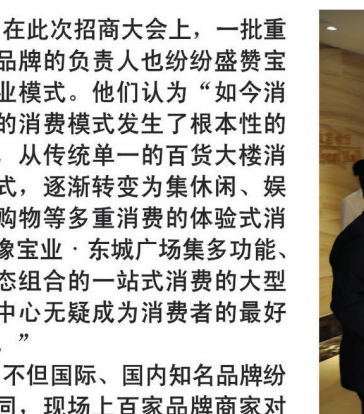 在此次招商大会上，一批重
品牌的负责人也纷纷盛赞宝
业模式。他们认为“如今消
的消费模式发生了根本性的
，从传统单一的百货大楼消
式，逐渐转变为集休闲、娱
购物等多重消费的体验式消
像宝业·东城广场集多功能、
态组合的一站式消费的大型
中心无疑成为消费者的最好
。”
不但国际、国内知名品牌纷
同，现场上百家品牌商家对